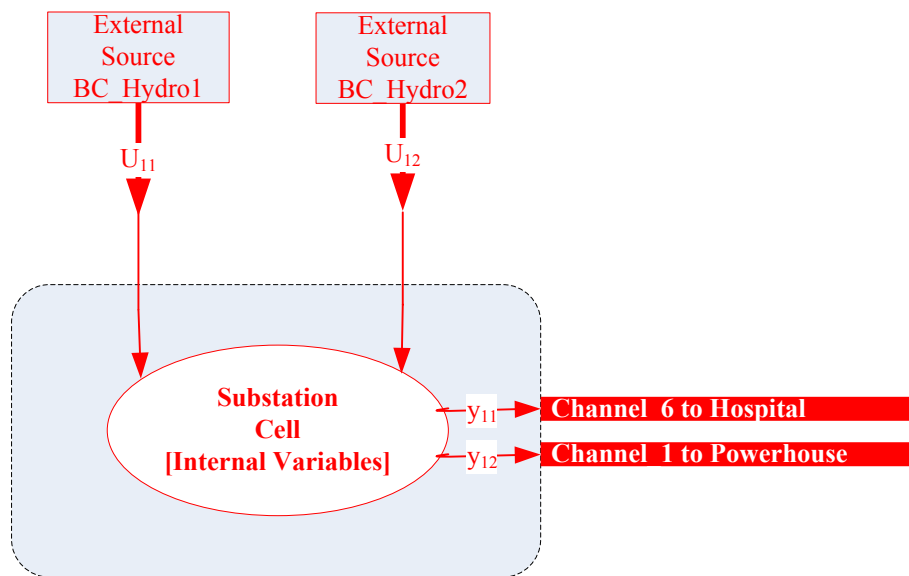 External
Source
BC_Hydro1
External
Source
BC_Hydro2
U₁₁
U₁₂
Substation
Cell
[Internal Variables]
y₁₁
Channel 6 to Hospital
y₁₂
Channel 1 to Powerhouse